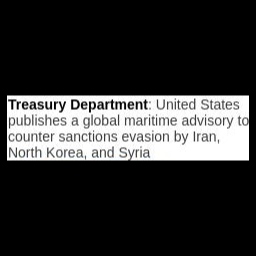 Treasury Department: United States
publishes a global maritime advisory to
counter sanctions evasion by Iran,
North Korea, and Syria